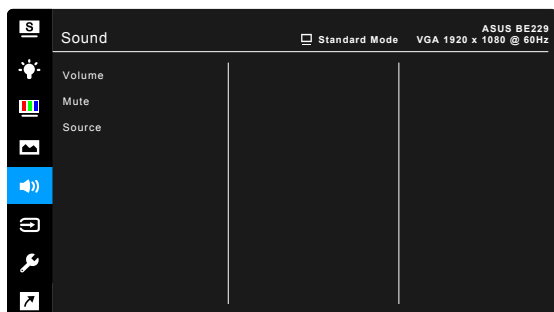 S
ASUS BE229
Sound
Standard Mode
VGA 1920 x 1080 @ 60Hz
Volume
Mute
Source